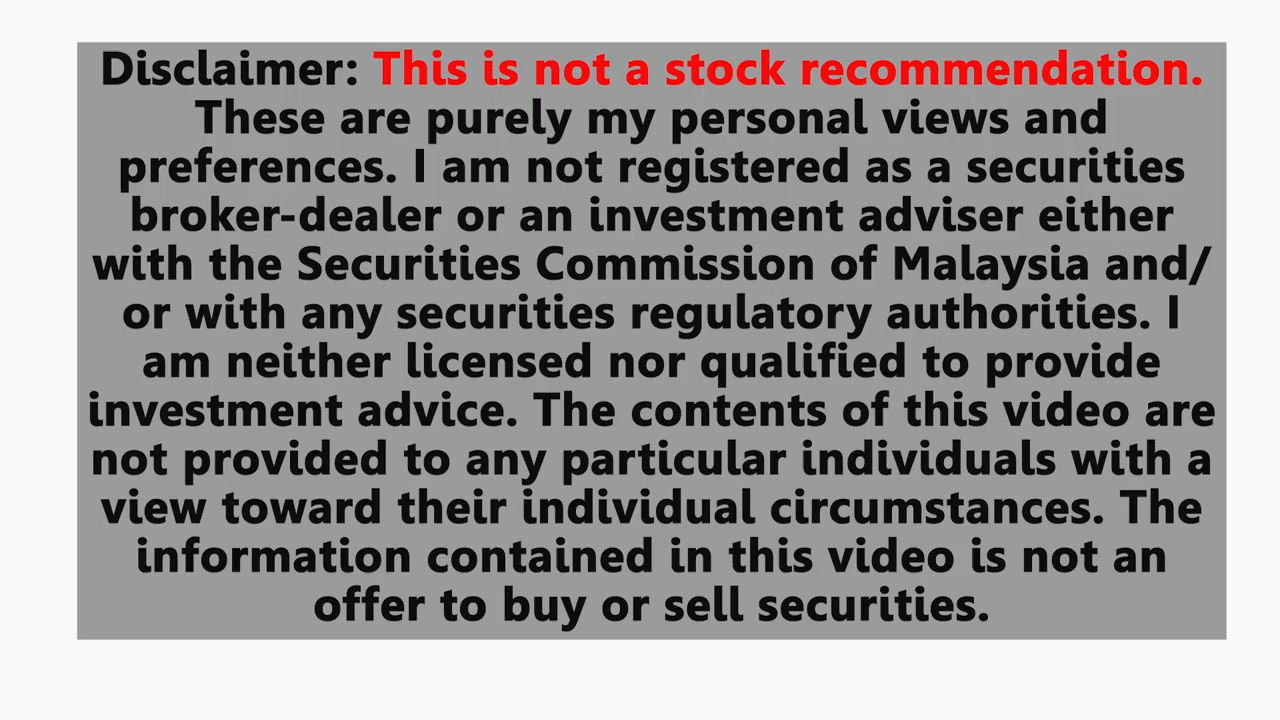 Disclaimer: This is not a stock recommendation.
These are purely my personal views and
preferences. I am not registered as a securities
broker-dealer or an investment adviser either
with the Securities Commission of Malaysia and/
or with any securities regulatory authorities. I
am neither licensed nor qualified to provide
investment advice. The contents of this video are
not provided to any particular individuals with a
view toward their individual circumstances. The
information contained in this video is not an
offer to buy or sell securities.